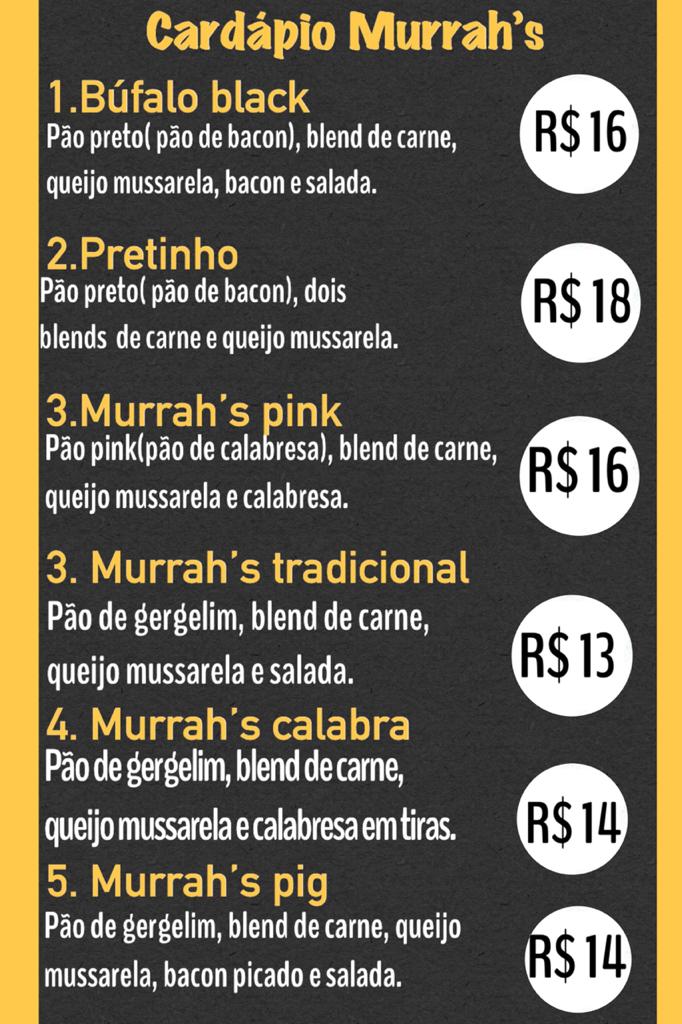 Cardápio Murrah's
1.Búfalo black
Pão preto( pão de bacon), blend de carne,
queijo mussarela, bacon e salada.
R$ 16
2.Pretinho
Pão preto( pão de bacon), dois
blends de carne e queijo mussarela.
R$ 18
3.Murrah's pink
Pão pink(pão de calabresa), blend de carne,
queijo mussarela e calabresa.
R$ 16
3. Murrah's tradicional
Pão de gergelim, blend de carne,
queijo mussarela e salada.
R$ 13
4. Murrah's calabra
Pão de gergelim, blend de carne,
queijo mussarela e calabresa em tiras.
R$ 14
5. Murrah's pig
Pão de gergelim, blend de carne, queijo
mussarela, bacon picado e salada.
R$ 14